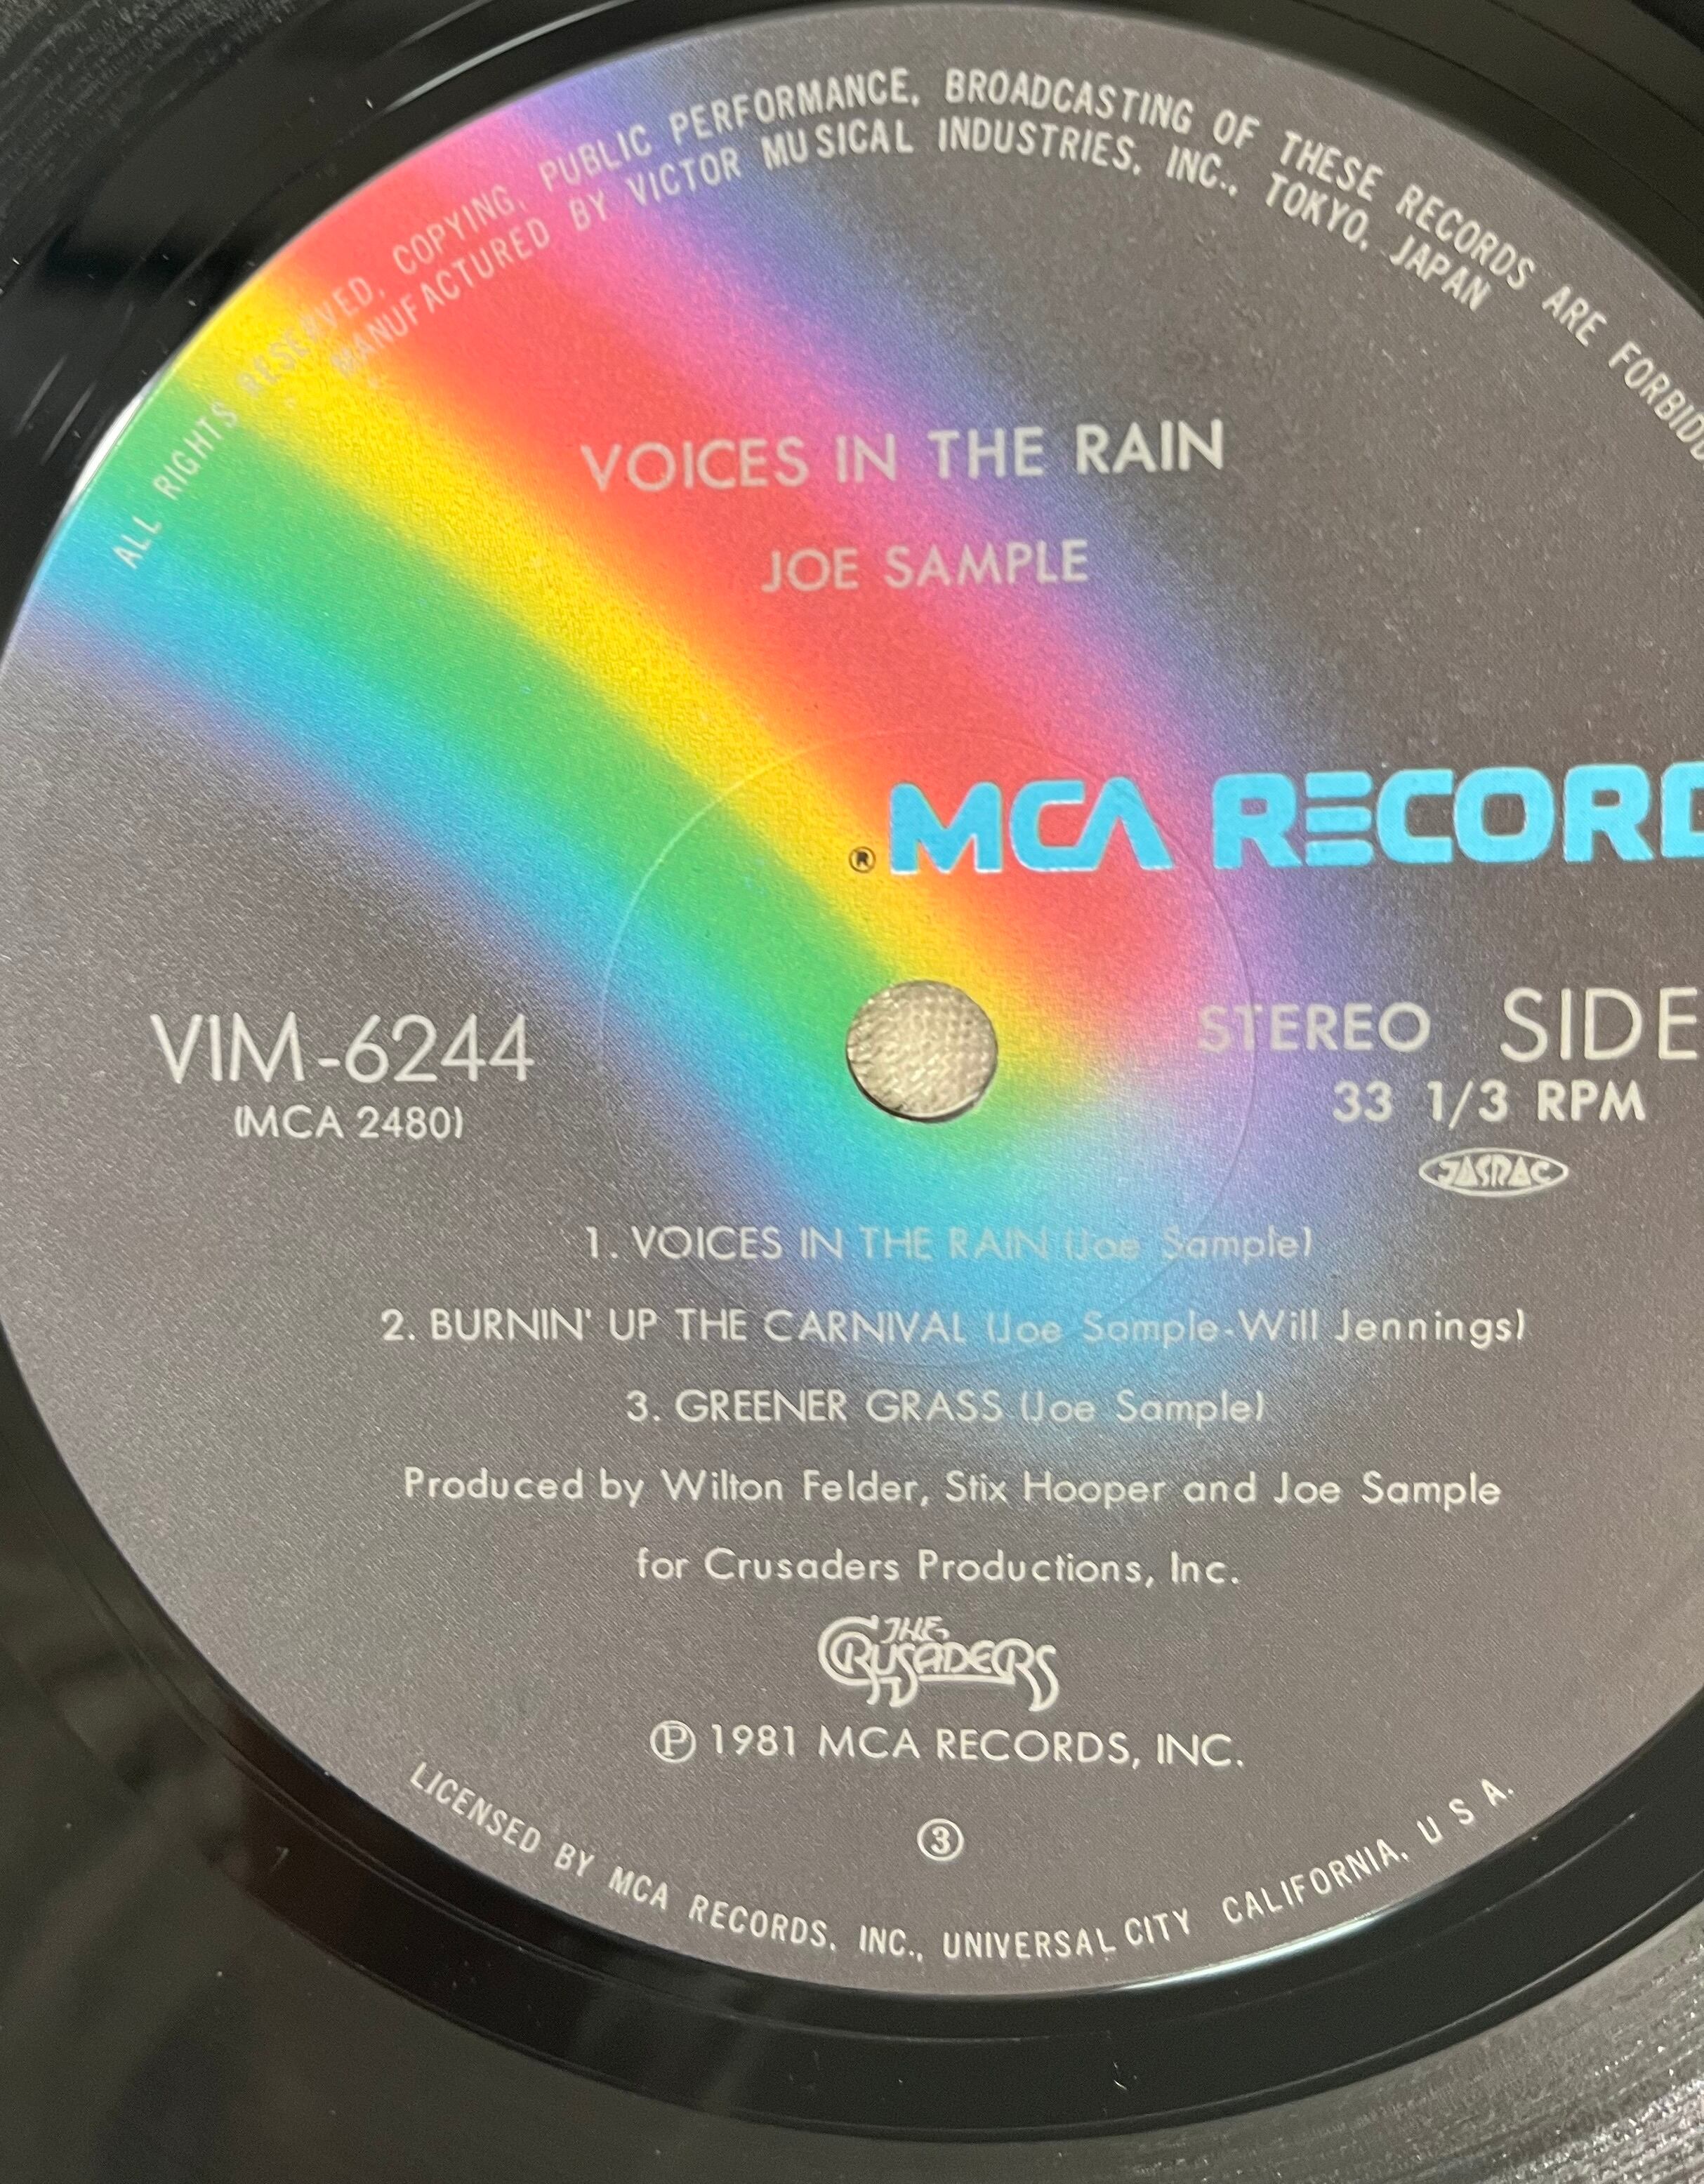 ALL RIGHTS RESERVED, COPYING, PUBLIC PERFORMANCE, BROADCASTING OF THESE RECORDS ARE FORBID
MANUFACTURED BY VICTOR MUSICAL INDUSTRIES, INC., TOKYO, JAPAN
VOICES IN THE RAIN
JOE SAMPLE
® MCA RECORD
VIM-6244
(MCA 2480)
STEREO SIDE
33 1/3 RPM
JASRAC
1. VOICES IN THE RAIN (Joe Sample)
2. BURNIN' UP THE CARNIVAL (Joe Sample-Will Jennings)
3. GREENER GRASS (Joe Sample)
Produced by Wilton Felder, Stix Hooper and Joe Sample
for Crusaders Productions, Inc.
THE CRUSADERS
Ⓟ 1981 MCA RECORDS, INC.
③
LICENSED BY MCA RECORDS, INC., UNIVERSAL CITY CALIFORNIA, U S A.